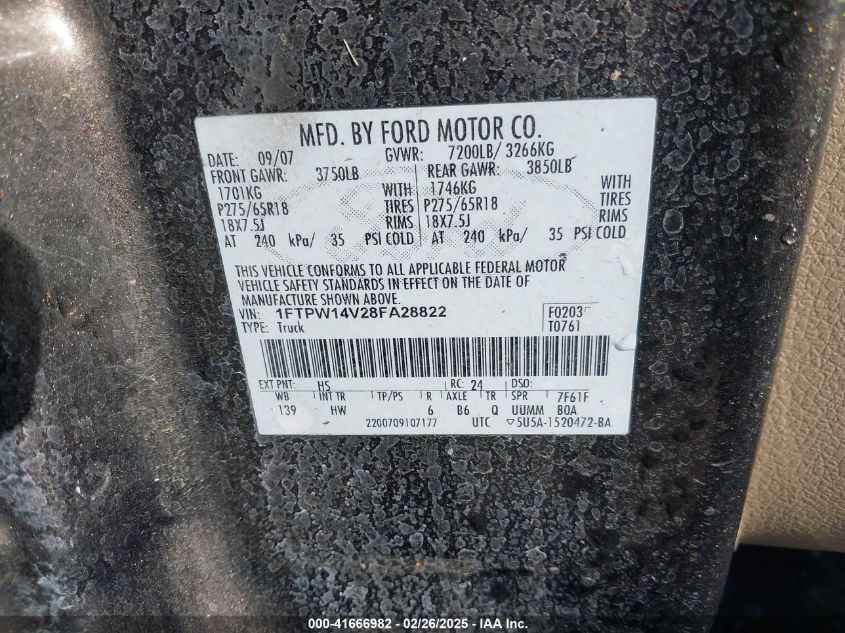 MFD. BY FORD MOTOR CO.
DATE: 09/07 GVWR: 7200LB/ 3266KG
FRONT GAWR: 3750LB REAR GAWR: 3850LB
1701KG WITH 1746KG WITH
P275/65R18 TIRES P275/65R18 TIRES
18X7.5J RIMS 18X7.5J RIMS
AT 240 kPa/ 35 PSI COLD AT 240 kPa/ 35 PSI COLD
THIS VEHICLE CONFORMS TO ALL APPLICABLE FEDERAL MOTOR
VEHICLE SAFETY STANDARDS IN EFFECT ON THE DATE OF
MANUFACTURE SHOWN ABOVE.
VIN: 1FTPW14V28FA28822 F0203
TYPE: Truck T0761
EXT PNT: HS RC: 24 DSO:
WB INT TR TP/PS R AXLE TR SPR 7F61F
139 HW 6 B6 Q UUMM BOA
2200709107177 UTC 5U5A-1520472-BA
000-41666982 - 02/26/2025 - IAA Inc.